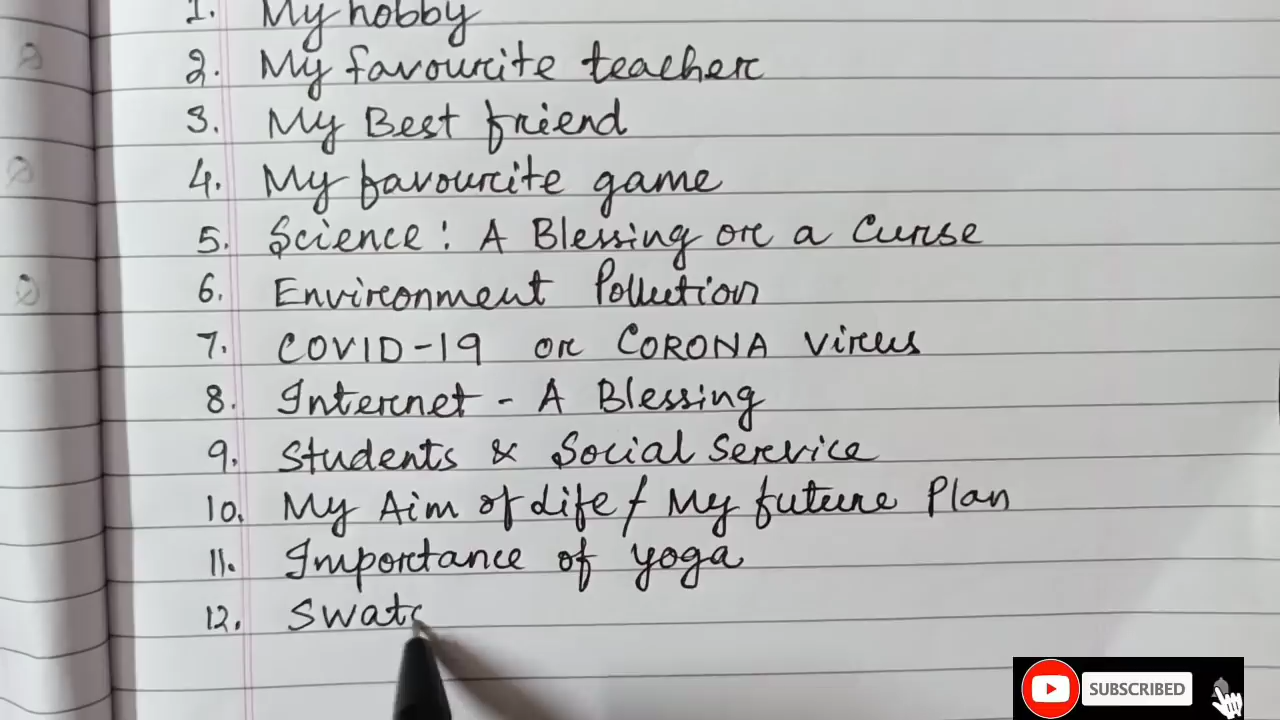 1. My hobby
2. My favourite teacher
3. My Best friend
4. My favourite game
5. Science : A Blessing or a Curse
6. Environment Pollution
7. COVID-19 or CORONA Virus
8. Internet - A Blessing
9. Students & Social Service
10. My Aim of life / My future Plan
11. Importance of yoga
12. Swatc
SUBSCRIBED